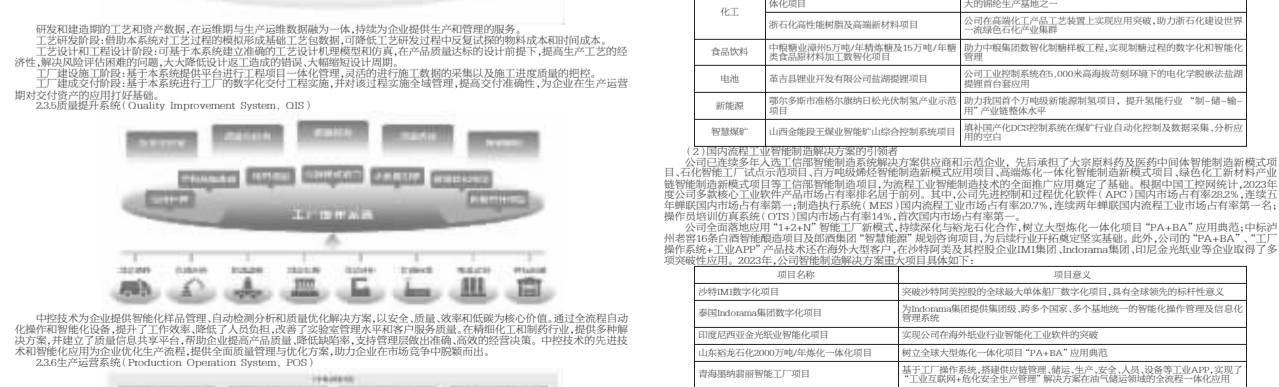 研发和建造期的工艺和资产数据,在运维期与生产运维数据融为一体,持续为企业提供生产和管理的服务。
工艺研发阶段:借助本系统对工艺过程的模拟形成基础工艺包数据,可降低工艺研发过程中反复试探的物料成本和时间成本。
工艺设计和工程设计阶段:可基于本系统建立准确的工艺设计机理模型和仿真,在产品质量达标的设计前提下,提高生产工艺的经
济性,解决风险评估困难的问题,大大降低设计返工造成的错误、大幅缩短设计周期。
工厂建设施工阶段:基于本系统提供平台进行工程项目一体化管理,灵活的进行施工数据的采集以及施工进度质量的把控。
工厂建成交付阶段:基于本系统进行工厂的数字化交付工程实施,并对该过程实施全域管理,提高交付准确性,为企业在生产运营
期对交付资产的应用打好基础。
2.3.5质量提升系统(Quality Improvement System, QIS)
工厂操作系统
中控技术为企业提供智能化样品管理、自动检测分析和质量优化解决方案,以安全、质量、效率和低碳为核心价值。通过全流程自动
化操作和智能化设备,提升了工作效率、降低了人员负担,改善了实验室管理水平和客户服务质量。在精细化工和制药行业,提供多种解
决方案,并建立了质量信息共享平台,帮助企业提高产品质量、降低缺陷率,支持管理层做出准确、高效的经营决策。中控技术的先进技
术和智能化应用为企业优化生产流程,提供全面质量管理与优化方案,助力企业在市场竞争中脱颖而出。
2.3.6生产运营系统(Production Operation System, POS)
化工
体化项目
大的绵纶生产基地之一
浙石化高性能树脂及高端新材料项目
公司在高端化工产品工艺装置上实现应用突破,助力浙石化建设世界
一流绿色石化产业集群
食品饮料
中粮糖业漳州5万吨/年精炼糖及15万吨/年糖
类食品原材料加工数智化项目
助力中粮集团数智化制糖样板工程,实现制糖过程的数字化和智能化
管理
电池
革吉县锂业开发有限公司盐湖提锂项目
公司工业控制系统在5,000米高海拔苛刻环境下的电化学脱嵌法盐湖
提锂首台套应用
新能源
鄂尔多斯市准格尔旗纳日松光伏制氢产业示范
项目
助力我国首个万吨级新能源制氢项目，提升氢能行业“制-储-输-
用”产业链整体水平
智慧煤矿
山西金能段王煤业智能矿山综合控制系统项目
填补国产化DCS控制系统在煤矿行业自动化控制及数据采集、分析应
用的空白
(2)国内流程工业智能制造解决方案的引领者
公司已连续多年入选工信部智能制造系统解决方案供应商和示范企业，先后承担了大宗原料药及医药中间体智能制造新模式项
目、石化智能工厂试点示范项目、百万吨级烯烃智能制造新模式应用项目、高端炼化一体化智能制造新模式项目、绿色化工新材料产业
链智能制造新模式项目等工信部智能制造项目,为流程工业智能制造技术的全面推广应用奠定了基础。根据中国工控网统计,2023年
度公司多款核心工业软件产品市场占有率排名居于前列。其中,公司先进控制和过程优化软件(APC)国内市场占有率28.2%,连续五
年蝉联国内市场占有率第一;制造执行系统(MES)国内流程工业市场占有率20.7%,连续两年蝉联国内流程工业市场占有率第一名;
操作员培训仿真系统(OTS)国内市场占有率14%,首次国内市场占有率第一。
公司全面落地应用“1+2+N”智能工厂新模式,持续深化与裕龙石化合作,树立大型炼化一体化项目“PA+BA”应用典范;中标泸
州老窖16条白酒智能酿造项目及郎酒集团“智慧能源”规划咨询项目,为后续行业开拓奠定坚实基础。此外,公司的“PA+BA”、“工厂
操作系统+工业APP”产品技术还在海外大型客户,在沙特阿美及其控股企业IMI集团、Indorama集团、印尼金光纸业等企业取得了多
项突破性应用。2023年,公司智能制造解决方案重大项目具体如下:
项目名称
项目意义
沙特IMI数字化项目
突破沙特阿美控股的全球最大单体船厂数字化项目,具有全球领先的标杆性意义
泰国Indorama集团数字化项目
为Indorama集团提供集团级,跨多个国家、多个基地统一的智能化操作管理及信息化
管理系统
印度尼西亚金光纸业智能化项目
实现公司在海外纸业行业智能化工业软件的突破
山东裕龙石化2000万吨/年炼化一体化项目
树立全球大型炼化一体化项目“PA+BA”应用典范
青海墨纳翡丽智能工厂项目
基于工厂操作系统,搭建供应链管理、储运、生产、安全、人员、设备等工业APP,实现了
“工业互联网+危化安全生产管理”解决方案在油气储运领域的全流程一体化应用